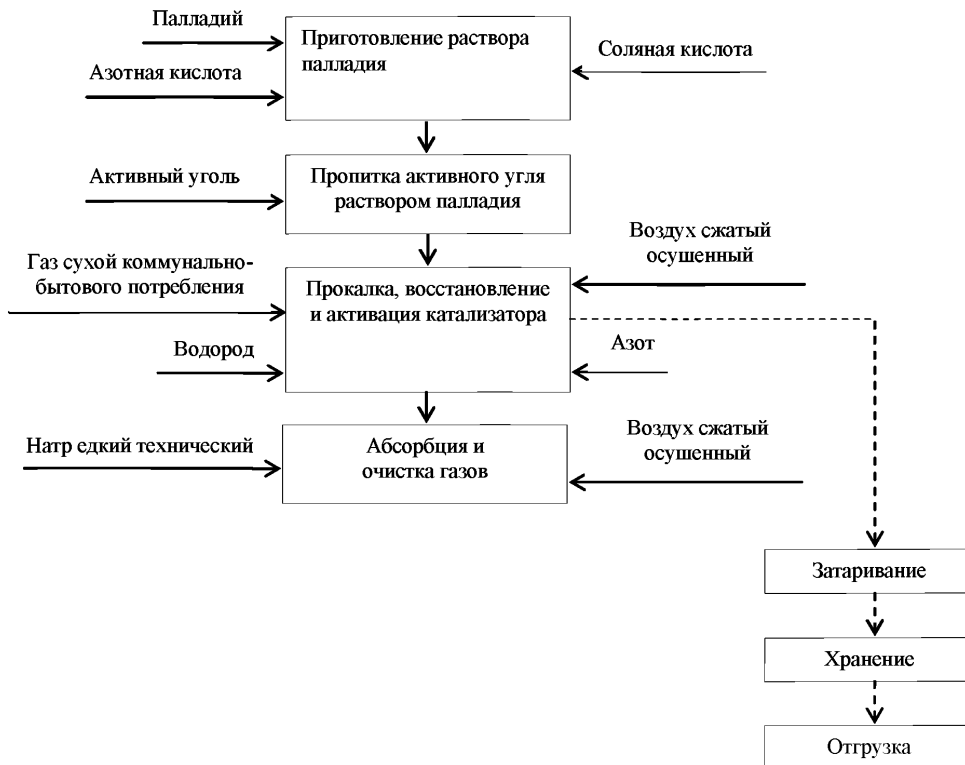 Палладий
Приготовление раствора
палладия
Соляная кислота
Азотная кислота
Активный уголь
Пропитка активного угля
раствором палладия
Воздух сжатый
осушенный
Газ сухой коммунально-
бытового потребления
Прокалка, восстановление
и активация катализатора
Водород
Азот
Натр едкий технический
Абсорбция и
очистка газов
Воздух сжатый
осушенный
Затаривание
Хранение
Отгрузка